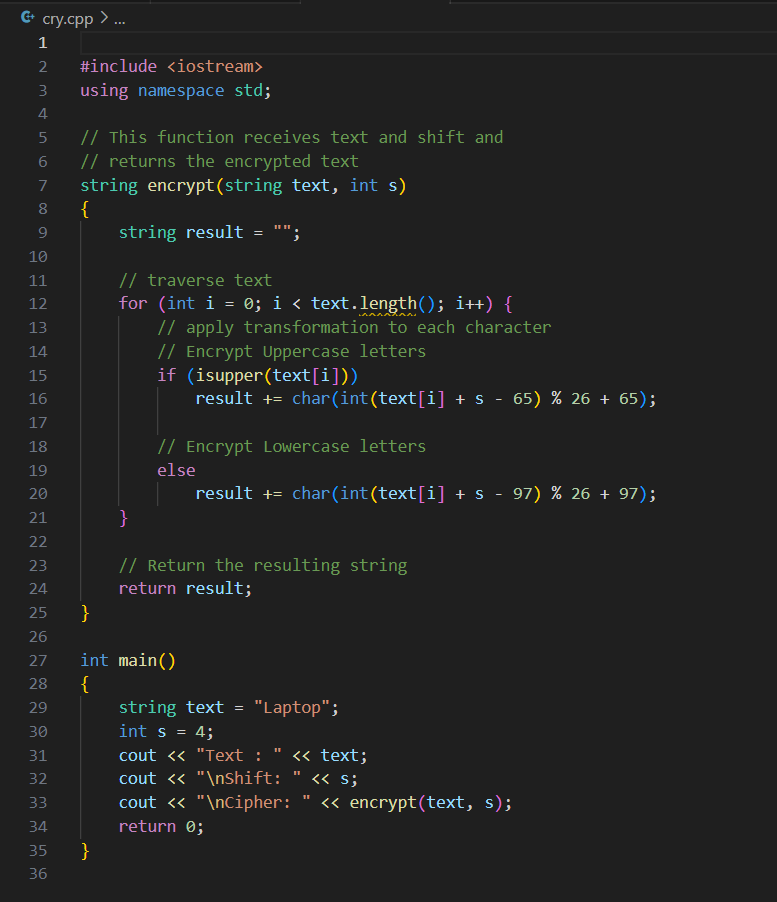 cry.cpp > ...
1
2 #include <iostream>
3 using namespace std;
4
5 // This function receives text and shift and
6 // returns the encrypted text
7 string encrypt(string text, int s)
8 {
9     string result = "";
10
11     // traverse text
12     for (int i = 0; i < text.length(); i++) {
13         // apply transformation to each character
14         // Encrypt Uppercase letters
15         if (isupper(text[i]))
16             result += char(int(text[i] + s - 65) % 26 + 65);
17
18         // Encrypt Lowercase letters
19         else
20             result += char(int(text[i] + s - 97) % 26 + 97);
21     }
22
23     // Return the resulting string
24     return result;
25 }
26
27 int main()
28 {
29     string text = "Laptop";
30     int s = 4;
31     cout << "Text : " << text;
32     cout << "\nShift: " << s;
33     cout << "\nCipher: " << encrypt(text, s);
34     return 0;
35 }
36